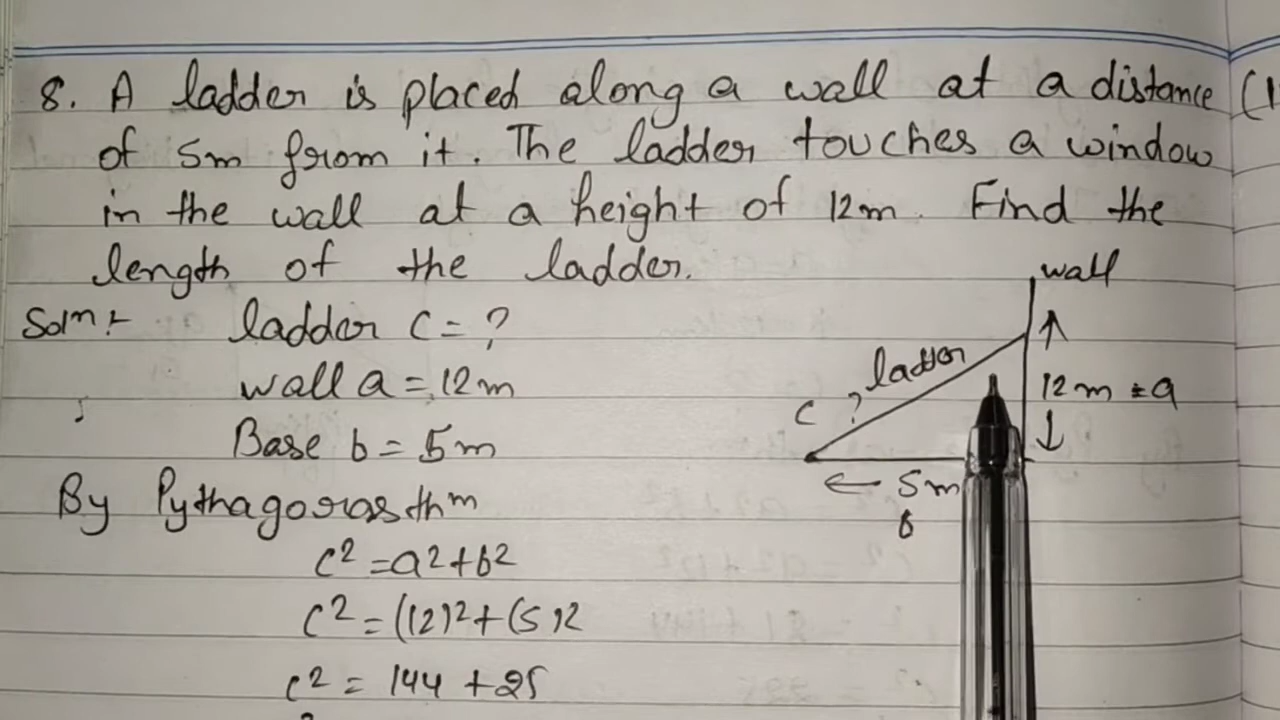 8. A ladder is placed along a wall at a distance
of 5m from it. The ladder touches a window
in the wall at a height of 12m. Find the
length of the ladder.
wall
Soln:-
ladder c = ?
wall a = 12m
Base b = 5m
ladder
c ?
12m = a
← 5m
b
By Pythagoras thm
c² = a² + b²
c² = (12)² + (5)²
c² = 144 + 25